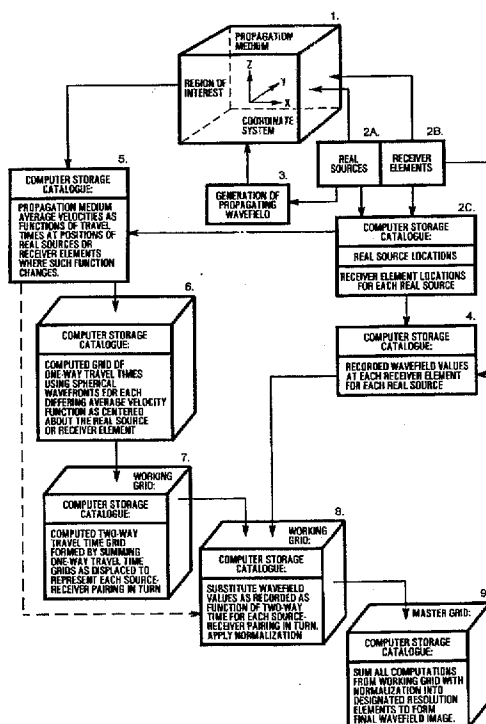 1.
PROPAGATION
MEDIUM
REGION OF
INTEREST
Z
Y
X
COORDINATE
SYSTEM
2A.
2B.
REAL
SOURCES
RECEIVER
ELEMENTS
3.
GENERATION OF
PROPAGATING
WAVEFIELD
2C.
COMPUTER STORAGE
CATALOGUE:
REAL SOURCE LOCATIONS
RECEIVER ELEMENT LOCATIONS
FOR EACH REAL SOURCE
5.
COMPUTER STORAGE
CATALOGUE:
PROPAGATION MEDIUM
AVERAGE VELOCITIES AS
FUNCTIONS OF TRAVEL
TIMES AT POSITIONS OF
REAL SOURCES OR
RECEIVER ELEMENTS
WHERE SUCH FUNCTION
CHANGES.
4.
COMPUTER STORAGE
CATALOGUE:
RECORDED WAVEFIELD VALUES
AT EACH RECEIVER ELEMENT
FOR EACH REAL SOURCE
6.
COMPUTER STORAGE
CATALOGUE:
COMPUTED GRID OF
ONE-WAY TRAVEL TIMES
USING SPHERICAL
WAVEFRONTS FOR EACH
DIFFERING AVERAGE VELOCITY
FUNCTION AS CENTERED
ABOUT THE REAL SOURCE
OR RECEIVER ELEMENT
7.
WORKING
GRID:
COMPUTER STORAGE
CATALOGUE:
COMPUTED TWO-WAY
TRAVEL TIME GRID
FORMED BY SUMMING
ONE-WAY TRAVEL TIME
GRIDS AS DISPLACED TO
REPRESENT EACH SOURCE-
RECEIVER PAIRING IN TURN
8.
WORKING
GRID:
COMPUTER STORAGE
CATALOGUE:
SUBSTITUTE WAVEFIELD
VALUES AS RECORDED AS
FUNCTION OF TWO-WAY
TIME FOR EACH SOURCE-
RECEIVER PAIRING IN TURN.
APPLY NORMALIZATION
9
MASTER GRID:
COMPUTER STORAGE
CATALOGUE:
SUM ALL COMPUTATIONS
FROM WORKING GRID WITH
NORMALIZATION INTO
DESIGNATED RESOLUTION
ELEMENTS TO FORM
FINAL WAVEFIELD IMAGE.